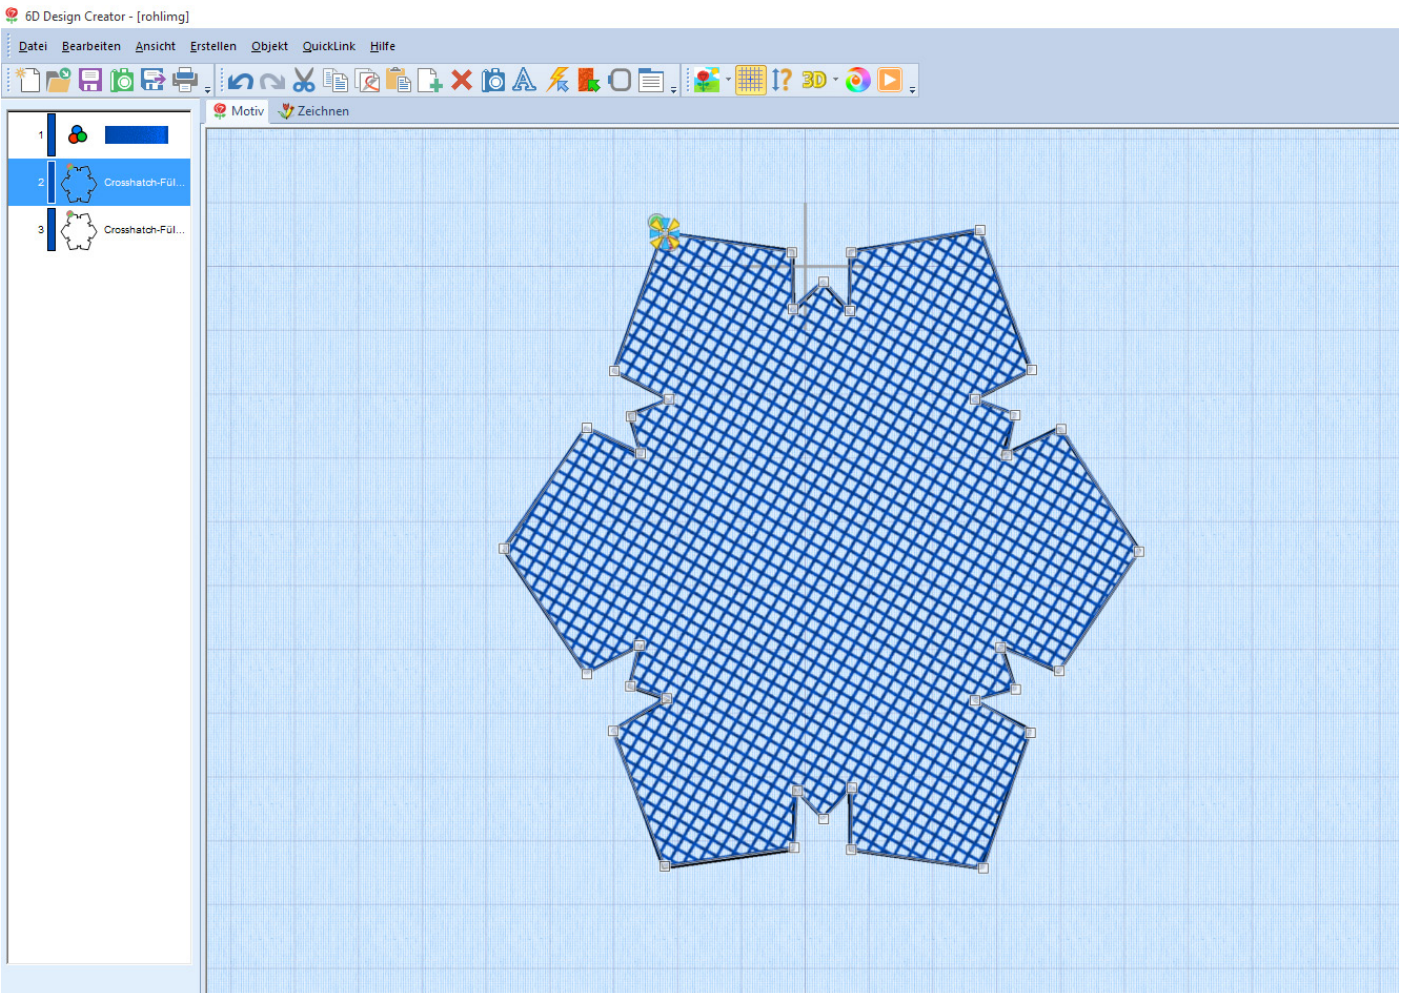 6D Design Creator - [rohlimg]
Datei Bearbeiten Ansicht Erstellen Objekt QuickLink Hilfe
3D
Motiv Zeichnen
1
2 Crosshatch-Fül...
3 Crosshatch-Fül...